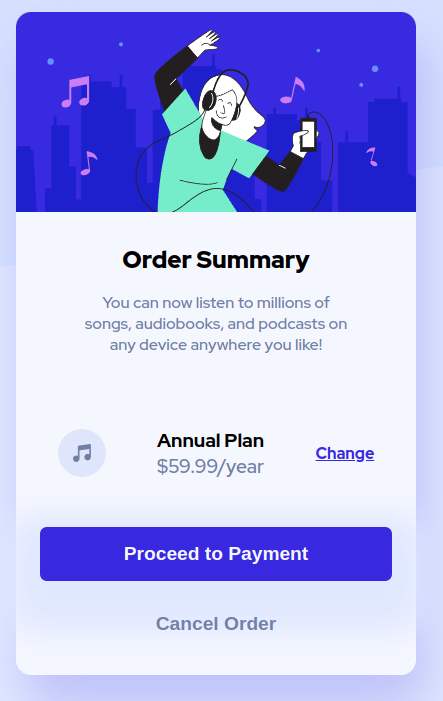 Order Summary
You can now listen to millions of
songs, audiobooks, and podcasts on
any device anywhere you like!
Annual Plan
$59.99/year
Change
Proceed to Payment
Cancel Order